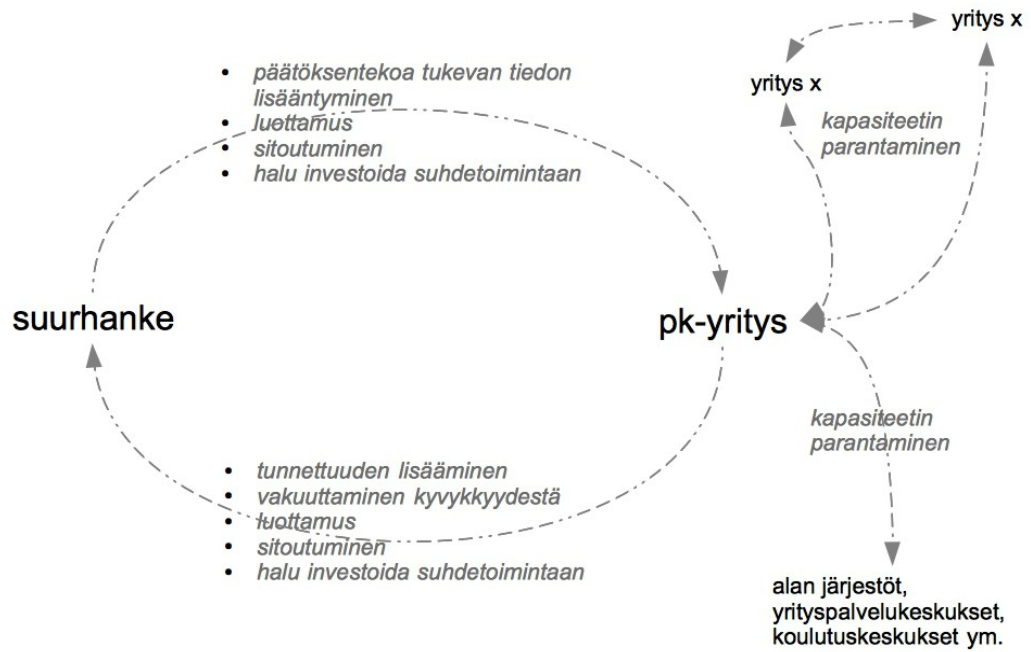 yritys x
yritys x
kapasiteetin
parantaminen
• päätöksentekoa tukevan tiedon
lisääntyminen
• luottamus
• sitoutuminen
• halu investoida suhdetoimintaan
suurhanke
pk-yritys
kapasiteetin
parantaminen
• tunnettuuden lisääminen
• vakuuttaminen kyvykkyydestä
• luottamus
• sitoutuminen
• halu investoida suhdetoimintaan
alan järjestöt,
yrityspalvelukeskukset,
koulutuskeskukset ym.